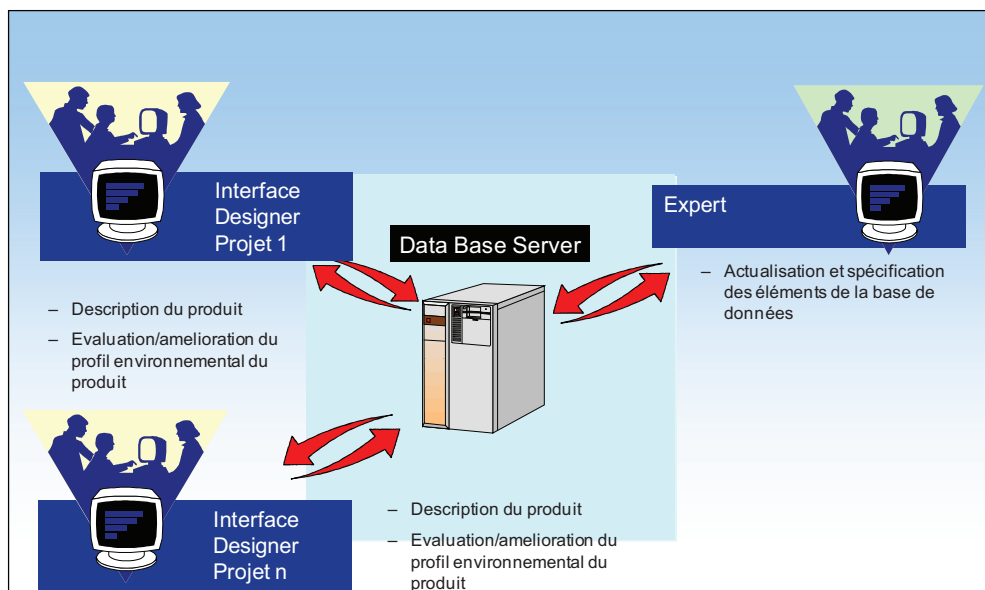 Interface
Designer
Projet 1
Data Base Server
Expert
– Actualisation et spécification
des éléments de la base de
données
– Description du produit
– Evaluation/amelioration du
profil environnemental du
produit
Interface
Designer
Projet n
– Description du produit
– Evaluation/amelioration du
profil environnemental du
produit